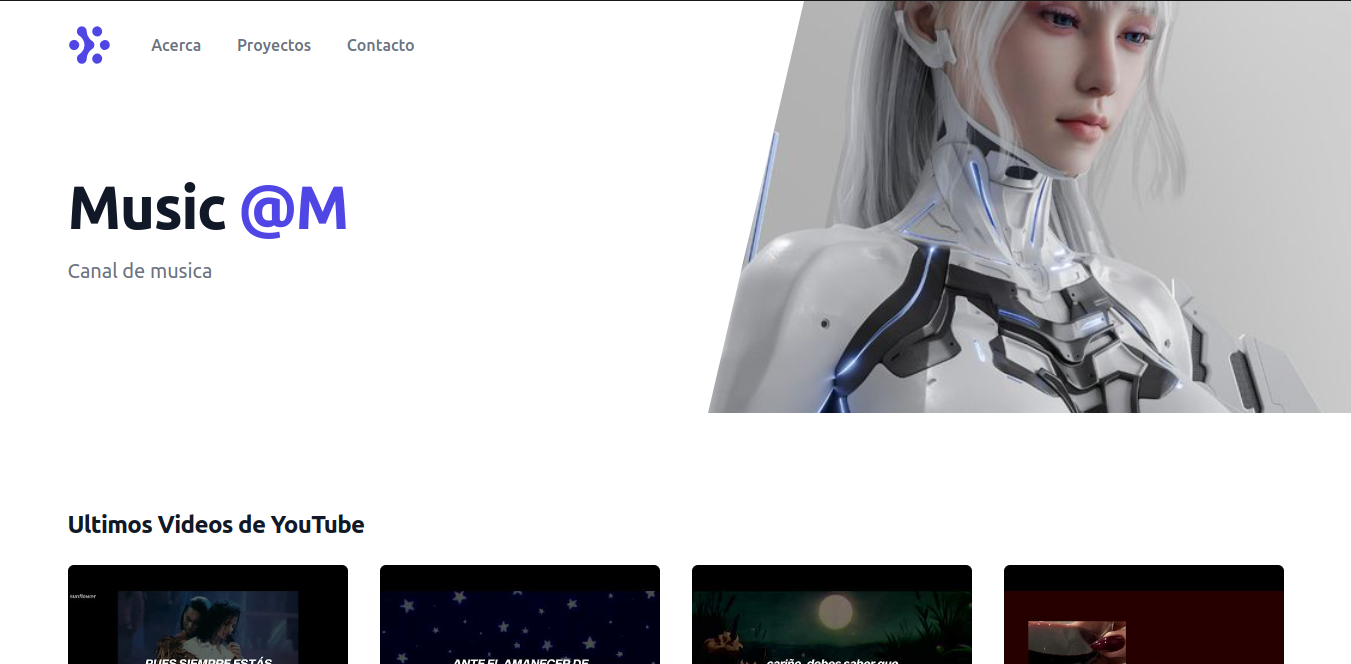 Acerca Proyectos Contacto
Music @M
Canal de musica
Ultimos Videos de YouTube
sunflower
PUES SIEMPRE ESTÁS
ANTE EL AMANECER DE
cariño, debes saber que